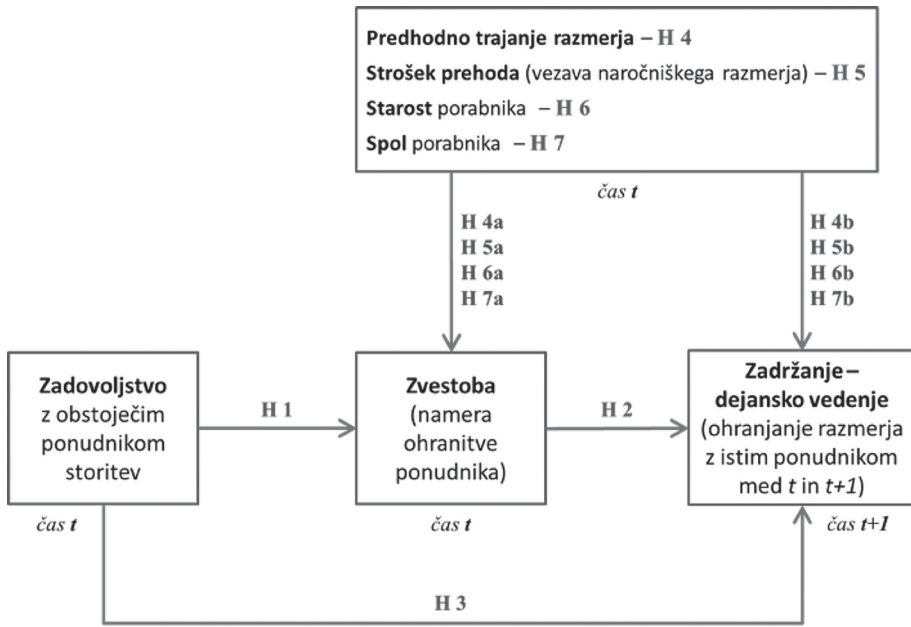 Predhodno trajanje razmerja – H 4
Strošek prehoda (vezava naročniškega razmerja) – H 5
Starost porabnika – H 6
Spol porabnika – H 7
čas t
H 4a
H 5a
H 6a
H 7a
H 4b
H 5b
H 6b
H 7b
Zadovoljstvo
z obstoječim
ponudnikom
storitev
čas t
H 1
Zvestoba
(namera
ohranitve
ponudnika)
čas t
H 2
Zadržanje –
dejansko vedenje
(ohranjanje razmerja
z istim ponudnikom
med t in t+1)
čas t+1
H 3